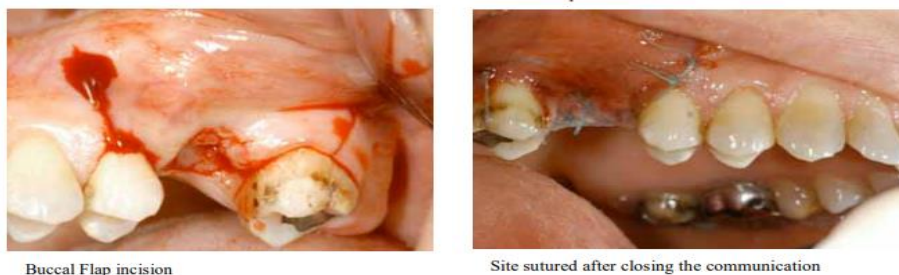 Buccal Flap incision
Site sutured after closing the communication